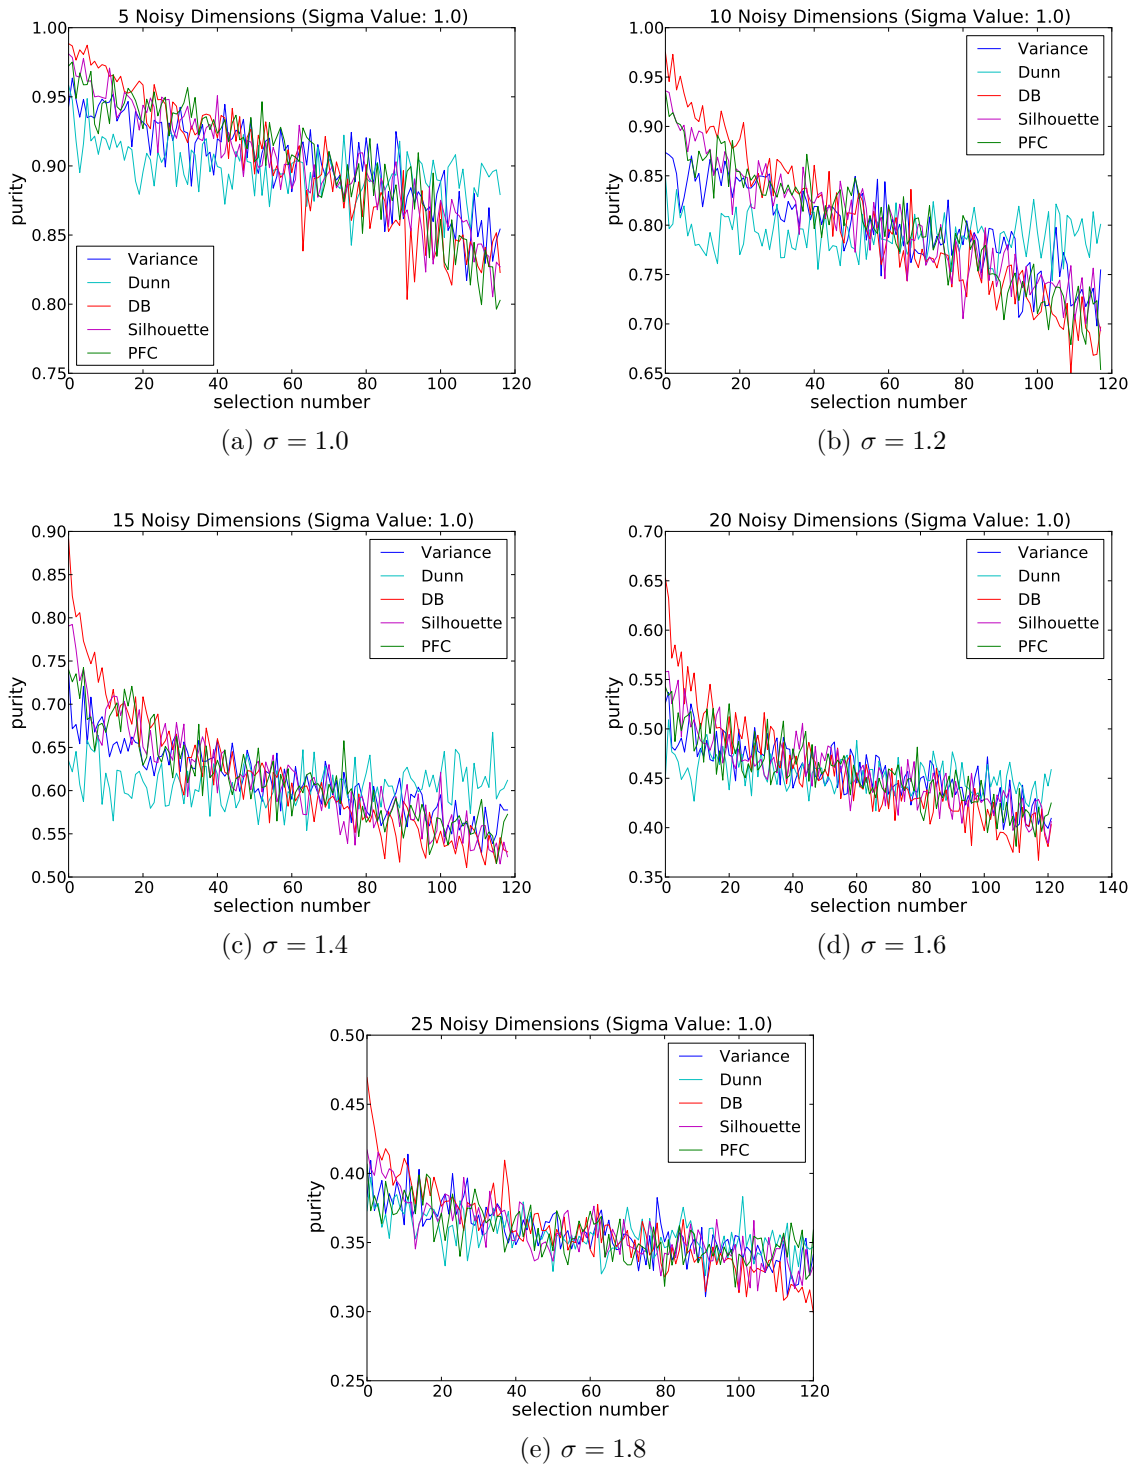 5 Noisy Dimensions (Sigma Value: 1.0)
1.00
0.95
0.90
0.85
0.80
0.75
purity
Variance
Dunn
DB
Silhouette
PFC
0 20 40 60 80 100 120
selection number
(a) σ = 1.0
10 Noisy Dimensions (Sigma Value: 1.0)
1.00
0.95
0.90
0.85
0.80
0.75
0.70
0.65
purity
Variance
Dunn
DB
Silhouette
PFC
0 20 40 60 80 100 120
selection number
(b) σ = 1.2
15 Noisy Dimensions (Sigma Value: 1.0)
0.90
0.85
0.80
0.75
0.70
0.65
0.60
0.55
0.50
purity
Variance
Dunn
DB
Silhouette
PFC
0 20 40 60 80 100 120
selection number
(c) σ = 1.4
20 Noisy Dimensions (Sigma Value: 1.0)
0.70
0.65
0.60
0.55
0.50
0.45
0.40
0.35
purity
Variance
Dunn
DB
Silhouette
PFC
0 20 40 60 80 100 120 140
selection number
(d) σ = 1.6
25 Noisy Dimensions (Sigma Value: 1.0)
0.50
0.45
0.40
0.35
0.30
0.25
purity
Variance
Dunn
DB
Silhouette
PFC
0 20 40 60 80 100 120
selection number
(e) σ = 1.8